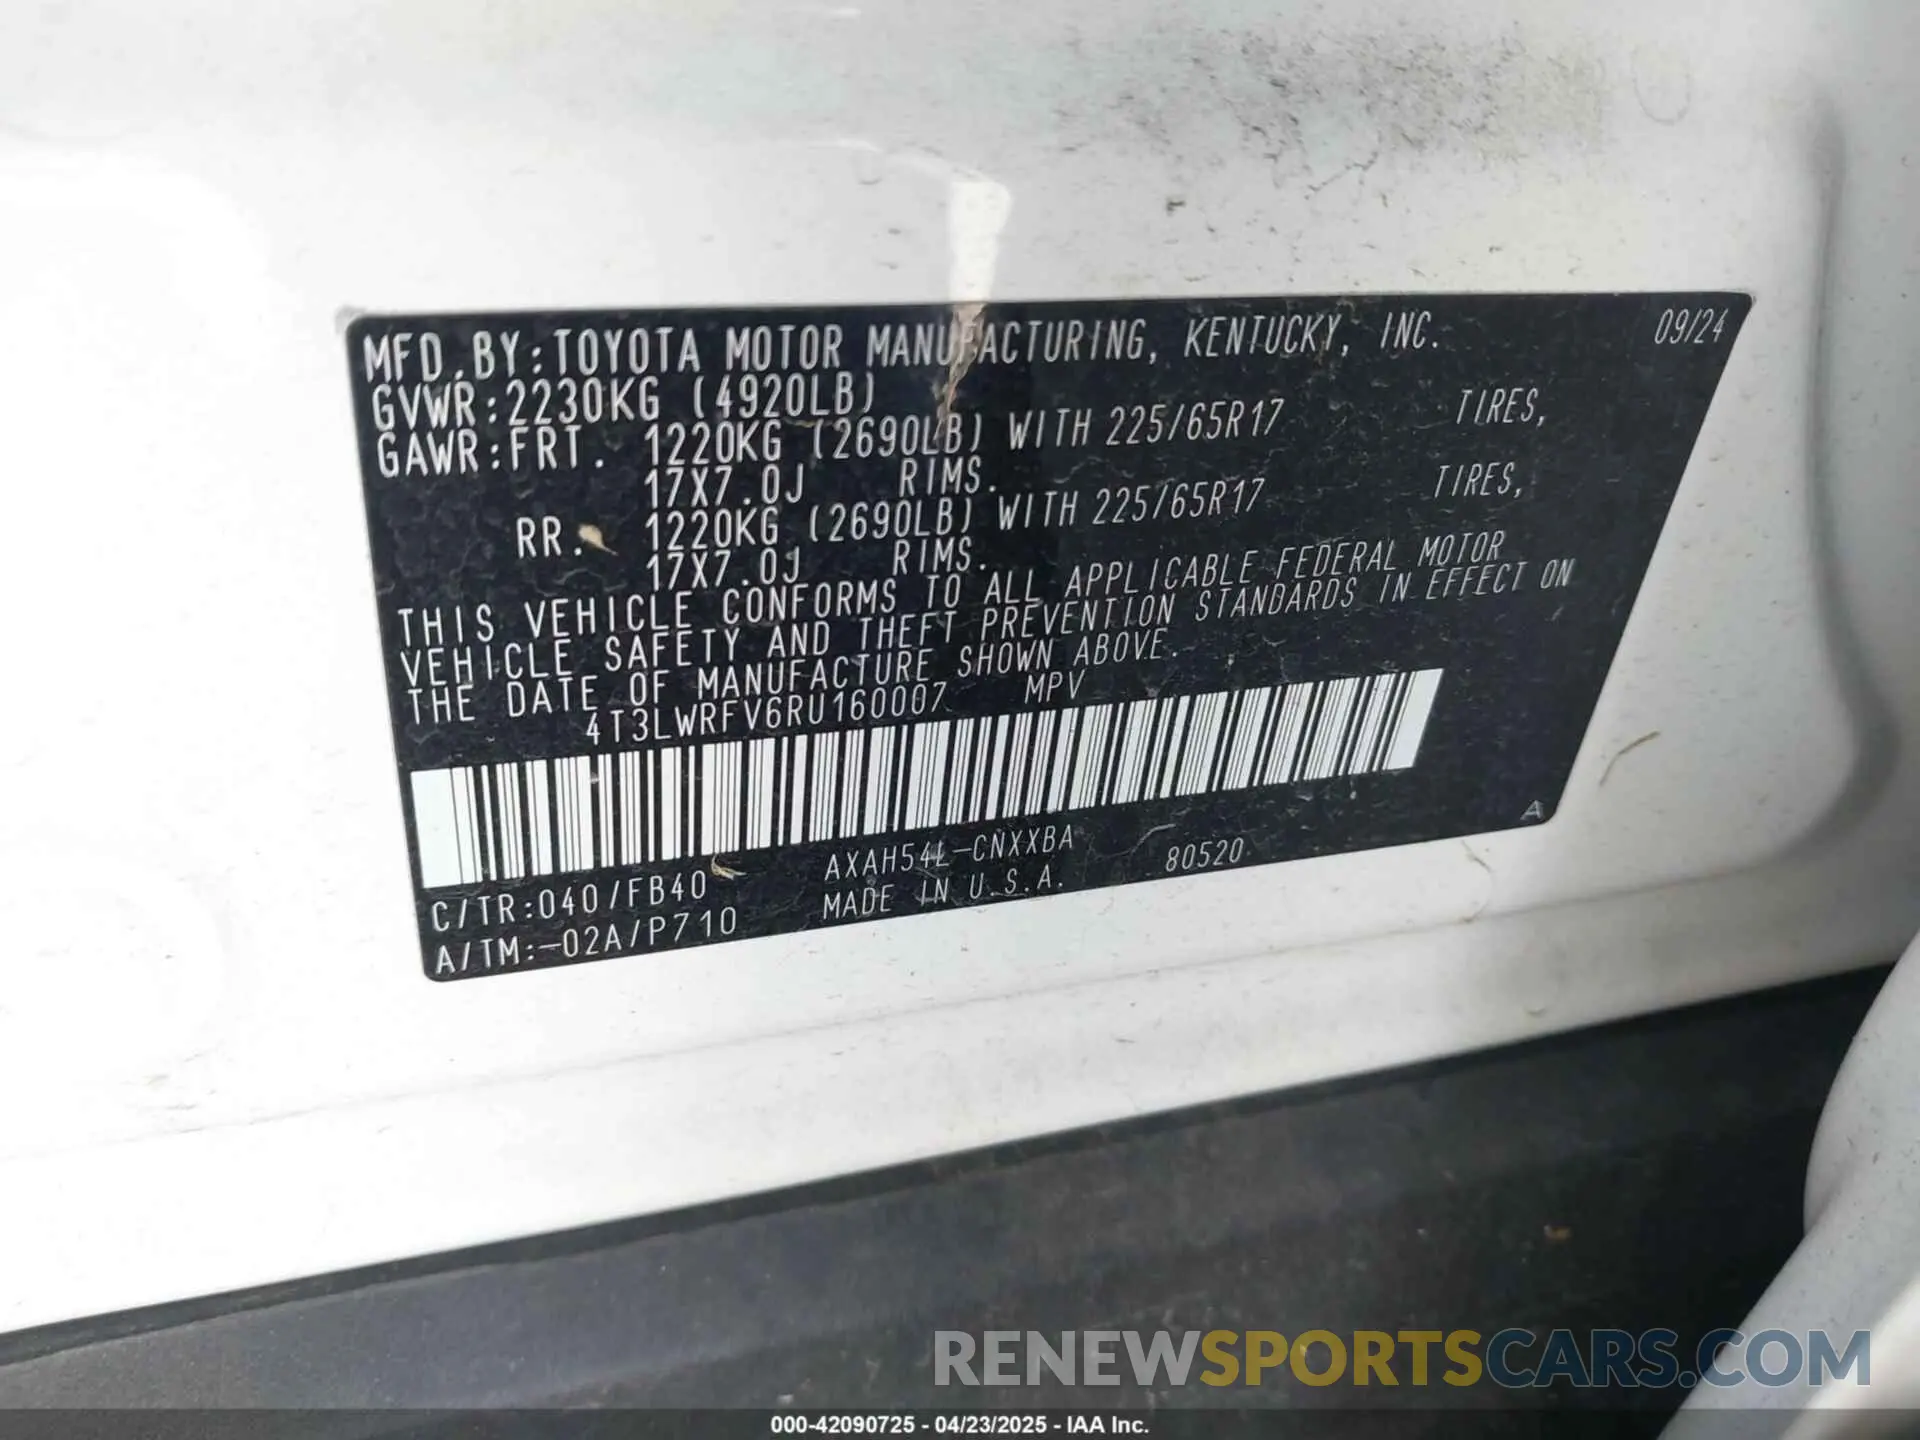 MFD.BY:TOYOTA MOTOR MANUFACTURING, KENTUCKY, INC. 09/24
GVWR:2230KG (4920LB)
GAWR:FRT. 1220KG (2690LB) WITH 225/65R17 TIRES,
17X7.0J RIMS.
RR. 1220KG (2690LB) WITH 225/65R17 TIRES,
17X7.0J RIMS.
THIS VEHICLE CONFORMS TO ALL APPLICABLE FEDERAL MOTOR
VEHICLE SAFETY AND THEFT PREVENTION STANDARDS IN EFFECT ON
THE DATE OF MANUFACTURE SHOWN ABOVE.
4T3LWRFV6RU160007 MPV
C/TR:040/FB40 AXAH54L-CNXXBA A
A/TM:-02A/P710 MADE IN U.S.A. 80520
RENEWSPORTSCARS.COM
000-42090725 - 04/23/2025 - IAA Inc.